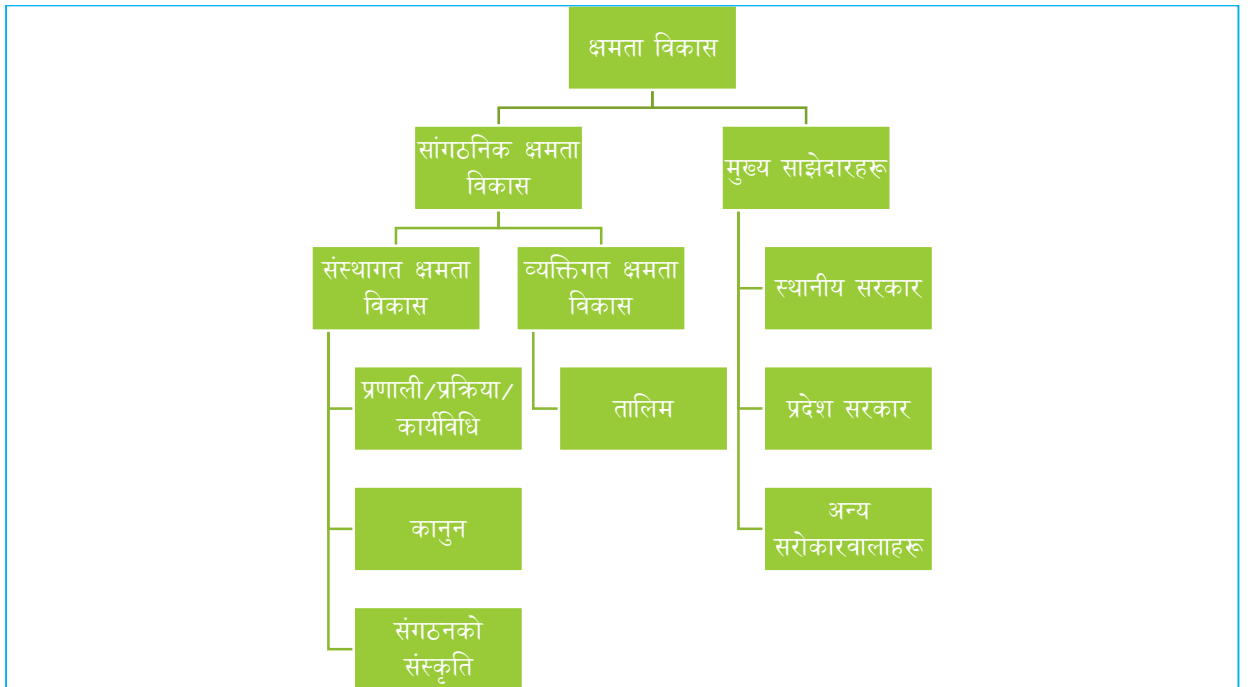 क्षमता विकास
सांगठनिक क्षमता
विकास
मुख्य साझेदारहरू
संस्थागत क्षमता
विकास
व्यक्तिगत क्षमता
विकास
स्थानीय सरकार
प्रणाली/प्रक्रिया/
कार्यविधि
तालिम
प्रदेश सरकार
कानुन
अन्य
सरोकारवालाहरू
संगठनको
संस्कृति